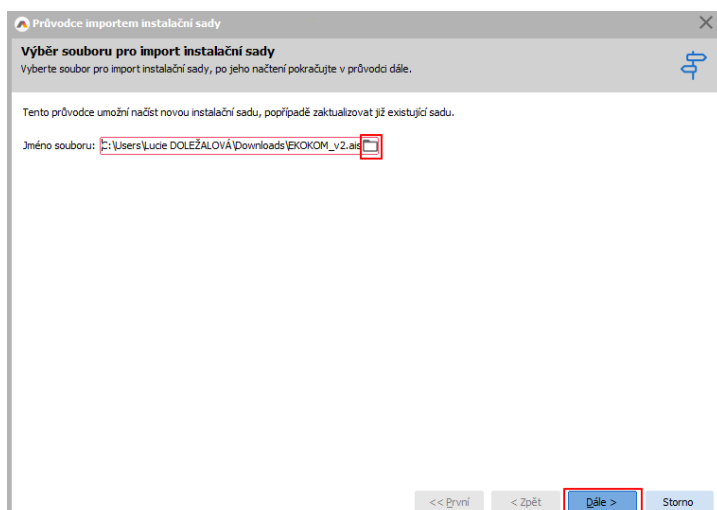 Průvodce importem instalační sady
Výběr souboru pro import instalační sady
Vyberte soubor pro import instalační sady, po jeho načtení pokračujte v průvodci dále.
Tento průvodce umožní načíst novou instalační sadu, popřípadě zaktualizovat již existující sadu.
Jméno souboru: C:\Users\Lucie DOLEŽALOVÁ\Downloads\EKOKOM_v2.ais
<< První < Zpět Dále > Storno